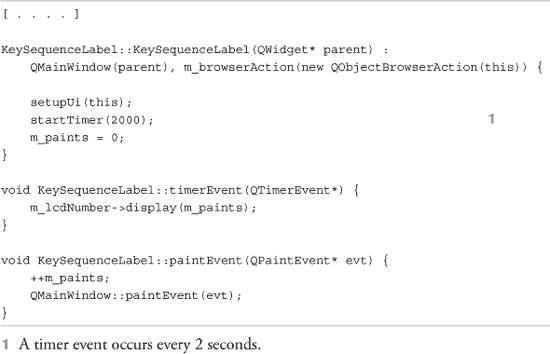 [ . . . . ]
KeySequenceLabel::KeySequenceLabel(QWidget* parent) :
    QMainWindow(parent), m_browserAction(new QObjectBrowserAction(this)) {
    setupUi(this);
    startTimer(2000); 1
    m_paints = 0;
}
void KeySequenceLabel::timerEvent(QTimerEvent*) {
    m_lcdNumber->display(m_paints);
}
void KeySequenceLabel::paintEvent(QPaintEvent* evt) {
    ++m_paints;
    QMainWindow::paintEvent(evt);
}
1 A timer event occurs every 2 seconds.